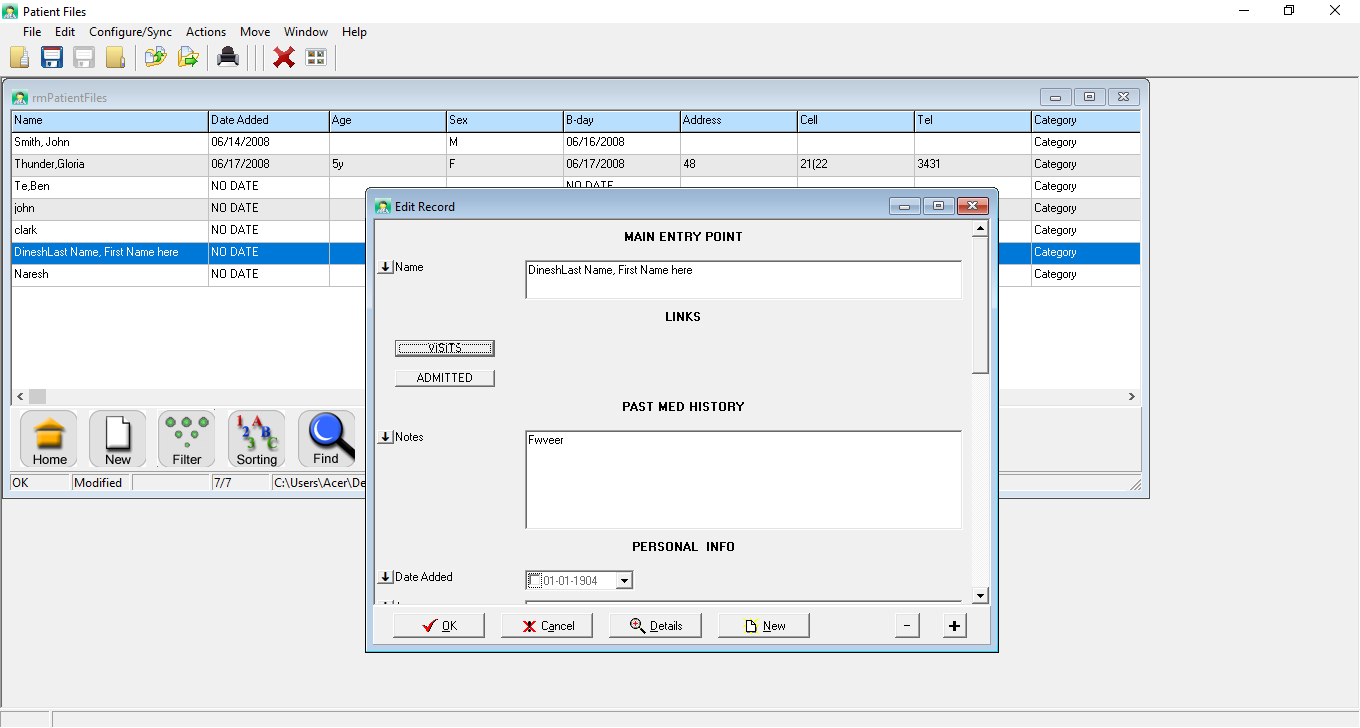 Patient Files
File Edit Configure/Sync Actions Move Window Help
rmPatientFiles
Name Date Added Age Sex B-day Address Cell Tel Category
Smith, John 06/14/2008 M 06/16/2008 Category
Thunder,Gloria 06/17/2008 5y F 06/17/2008 48 21(22 3431 Category
Te,Ben NO DATE NO DATE Category
john NO DATE Category
clark NO DATE Category
DineshLast Name, First Name here NO DATE Category
Naresh NO DATE Category
Home New Filter Sorting Find
OK Modified 7/7 C:\Users\Acer\De
Edit Record
MAIN ENTRY POINT
Name DineshLast Name, First Name here
LINKS
VISITS
ADMITTED
PAST MED HISTORY
Notes Fwveer
PERSONAL INFO
Date Added 01-01-1904
OK Cancel Details New - +